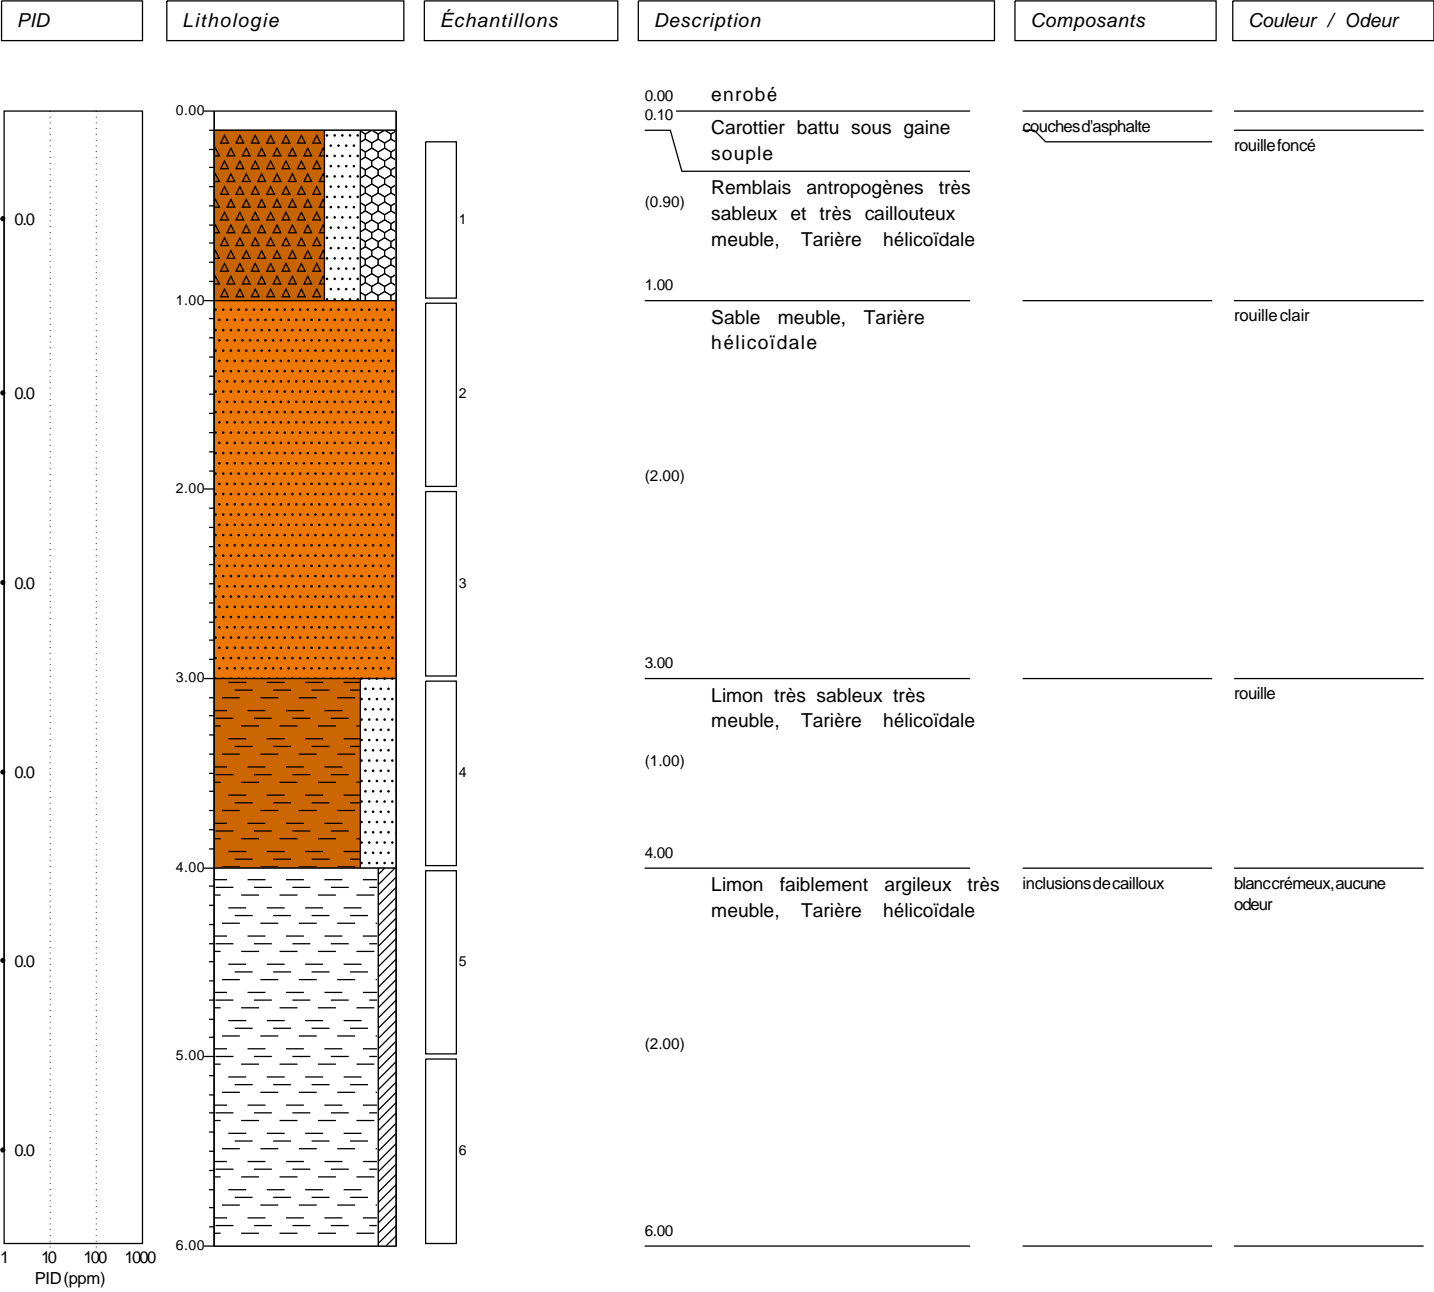 PID
Lithologie
Échantillons
Description
Composants
Couleur / Odeur
0.00
0.00 enrobé
0.10
Carottier battu sous gaine
souple
couches d'asphalte
rouille foncé
0.0
1
(0.90)
Remblais antropogènes très
sableux et très caillouteux
meuble, Tarière hélicoïdale
1.00
1.00
Sable meuble, Tarière
hélicoïdale
rouille clair
0.0
2
2.00
(2.00)
0.0
3
3.00
3.00
Limon très sableux très
meuble, Tarière hélicoïdale
rouille
0.0
4
(1.00)
4.00
4.00
Limon faiblement argileux très
meuble, Tarière hélicoïdale
inclusions de cailloux
blanc crémeux, aucune
odeur
0.0
5
5.00
(2.00)
0.0
6
6.00
6.00
1 10 100 1000
PID (ppm)